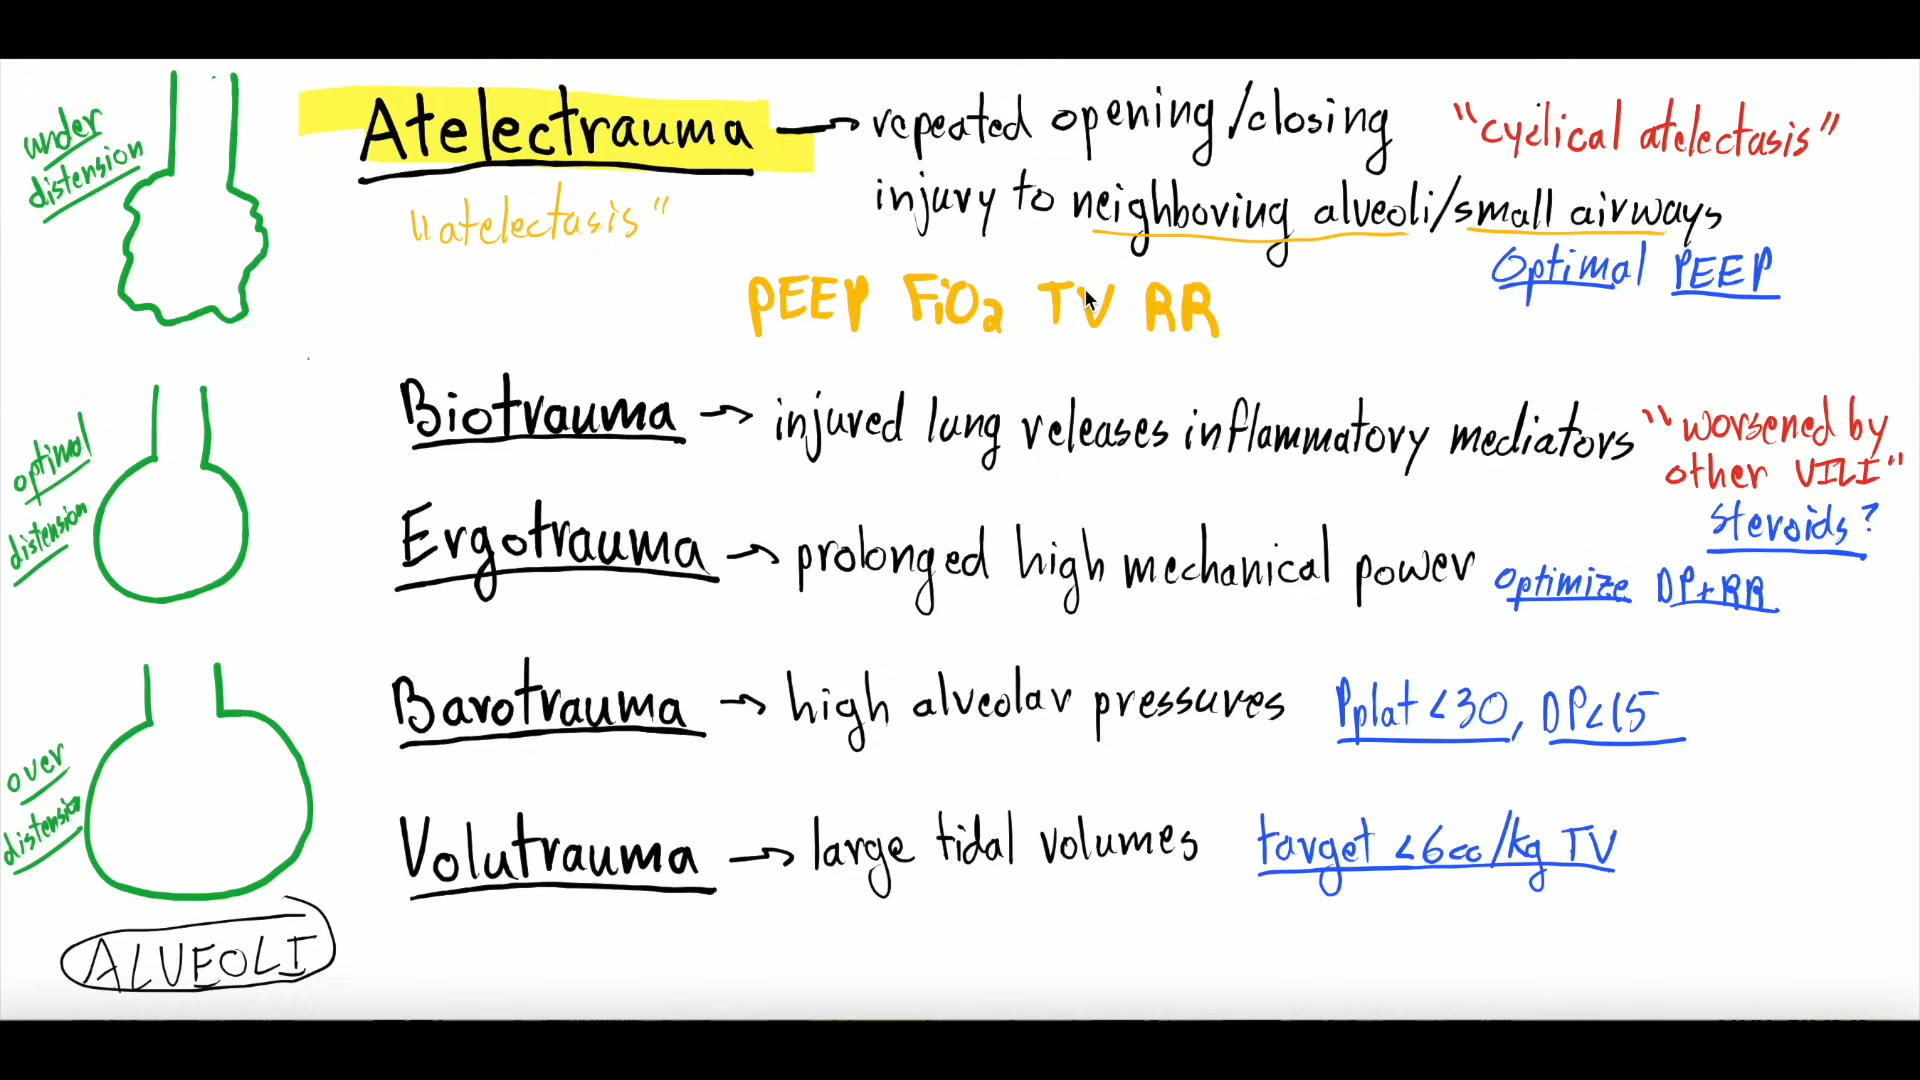 under
distension
Atelectrauma → repeated opening/closing
"cyclical atelectasis"
injury to neighboring alveoli/small airways
"atelectasis"
Optimal PEEP
PEEP FiO2 TV RR
optimal
distension
Biotrauma → injured lung releases inflammatory mediators
"worsened by
other VILI"
steroids?
Ergotrauma → prolonged high mechanical power
optimize DP+RR
over
distension
Barotrauma → high alveolar pressures
Pplat <30, DP<15
Volutrauma → large tidal volumes
target <6cc/kg TV
ALVEOLI